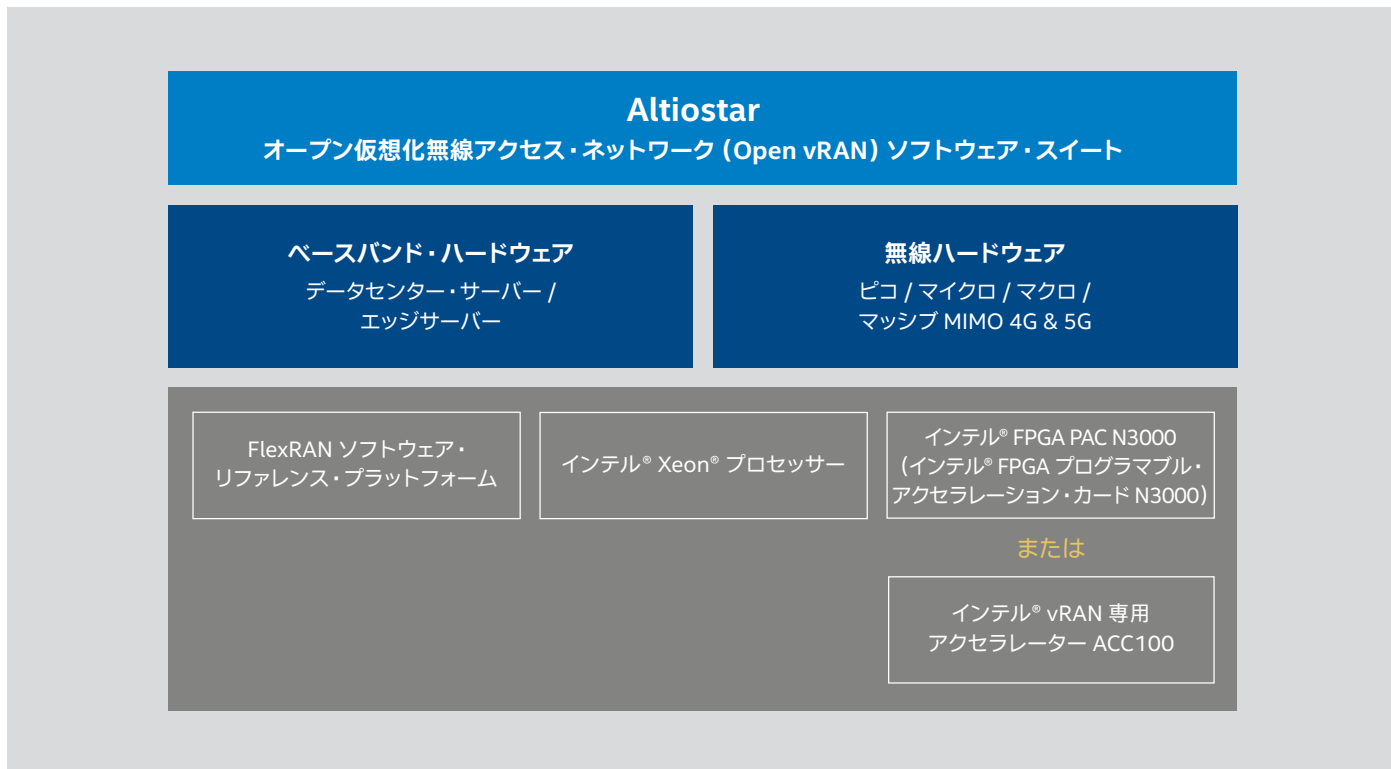 Altiostar
オープン仮想化無線アクセス・ネットワーク（Open vRAN）ソフトウェア・スイート
ベースバンド・ハードウェア
データセンター・サーバー /
エッジサーバー
無線ハードウェア
ピコ / マイクロ / マクロ /
マッシブ MIMO 4G & 5G
FlexRAN ソフトウェア・
リファレンス・プラットフォーム
インテル® Xeon® プロセッサー
インテル® FPGA PAC N3000
（インテル® FPGA プログラマブル・
アクセラレーション・カード N3000）
または
インテル® vRAN 専用
アクセラレーター ACC100